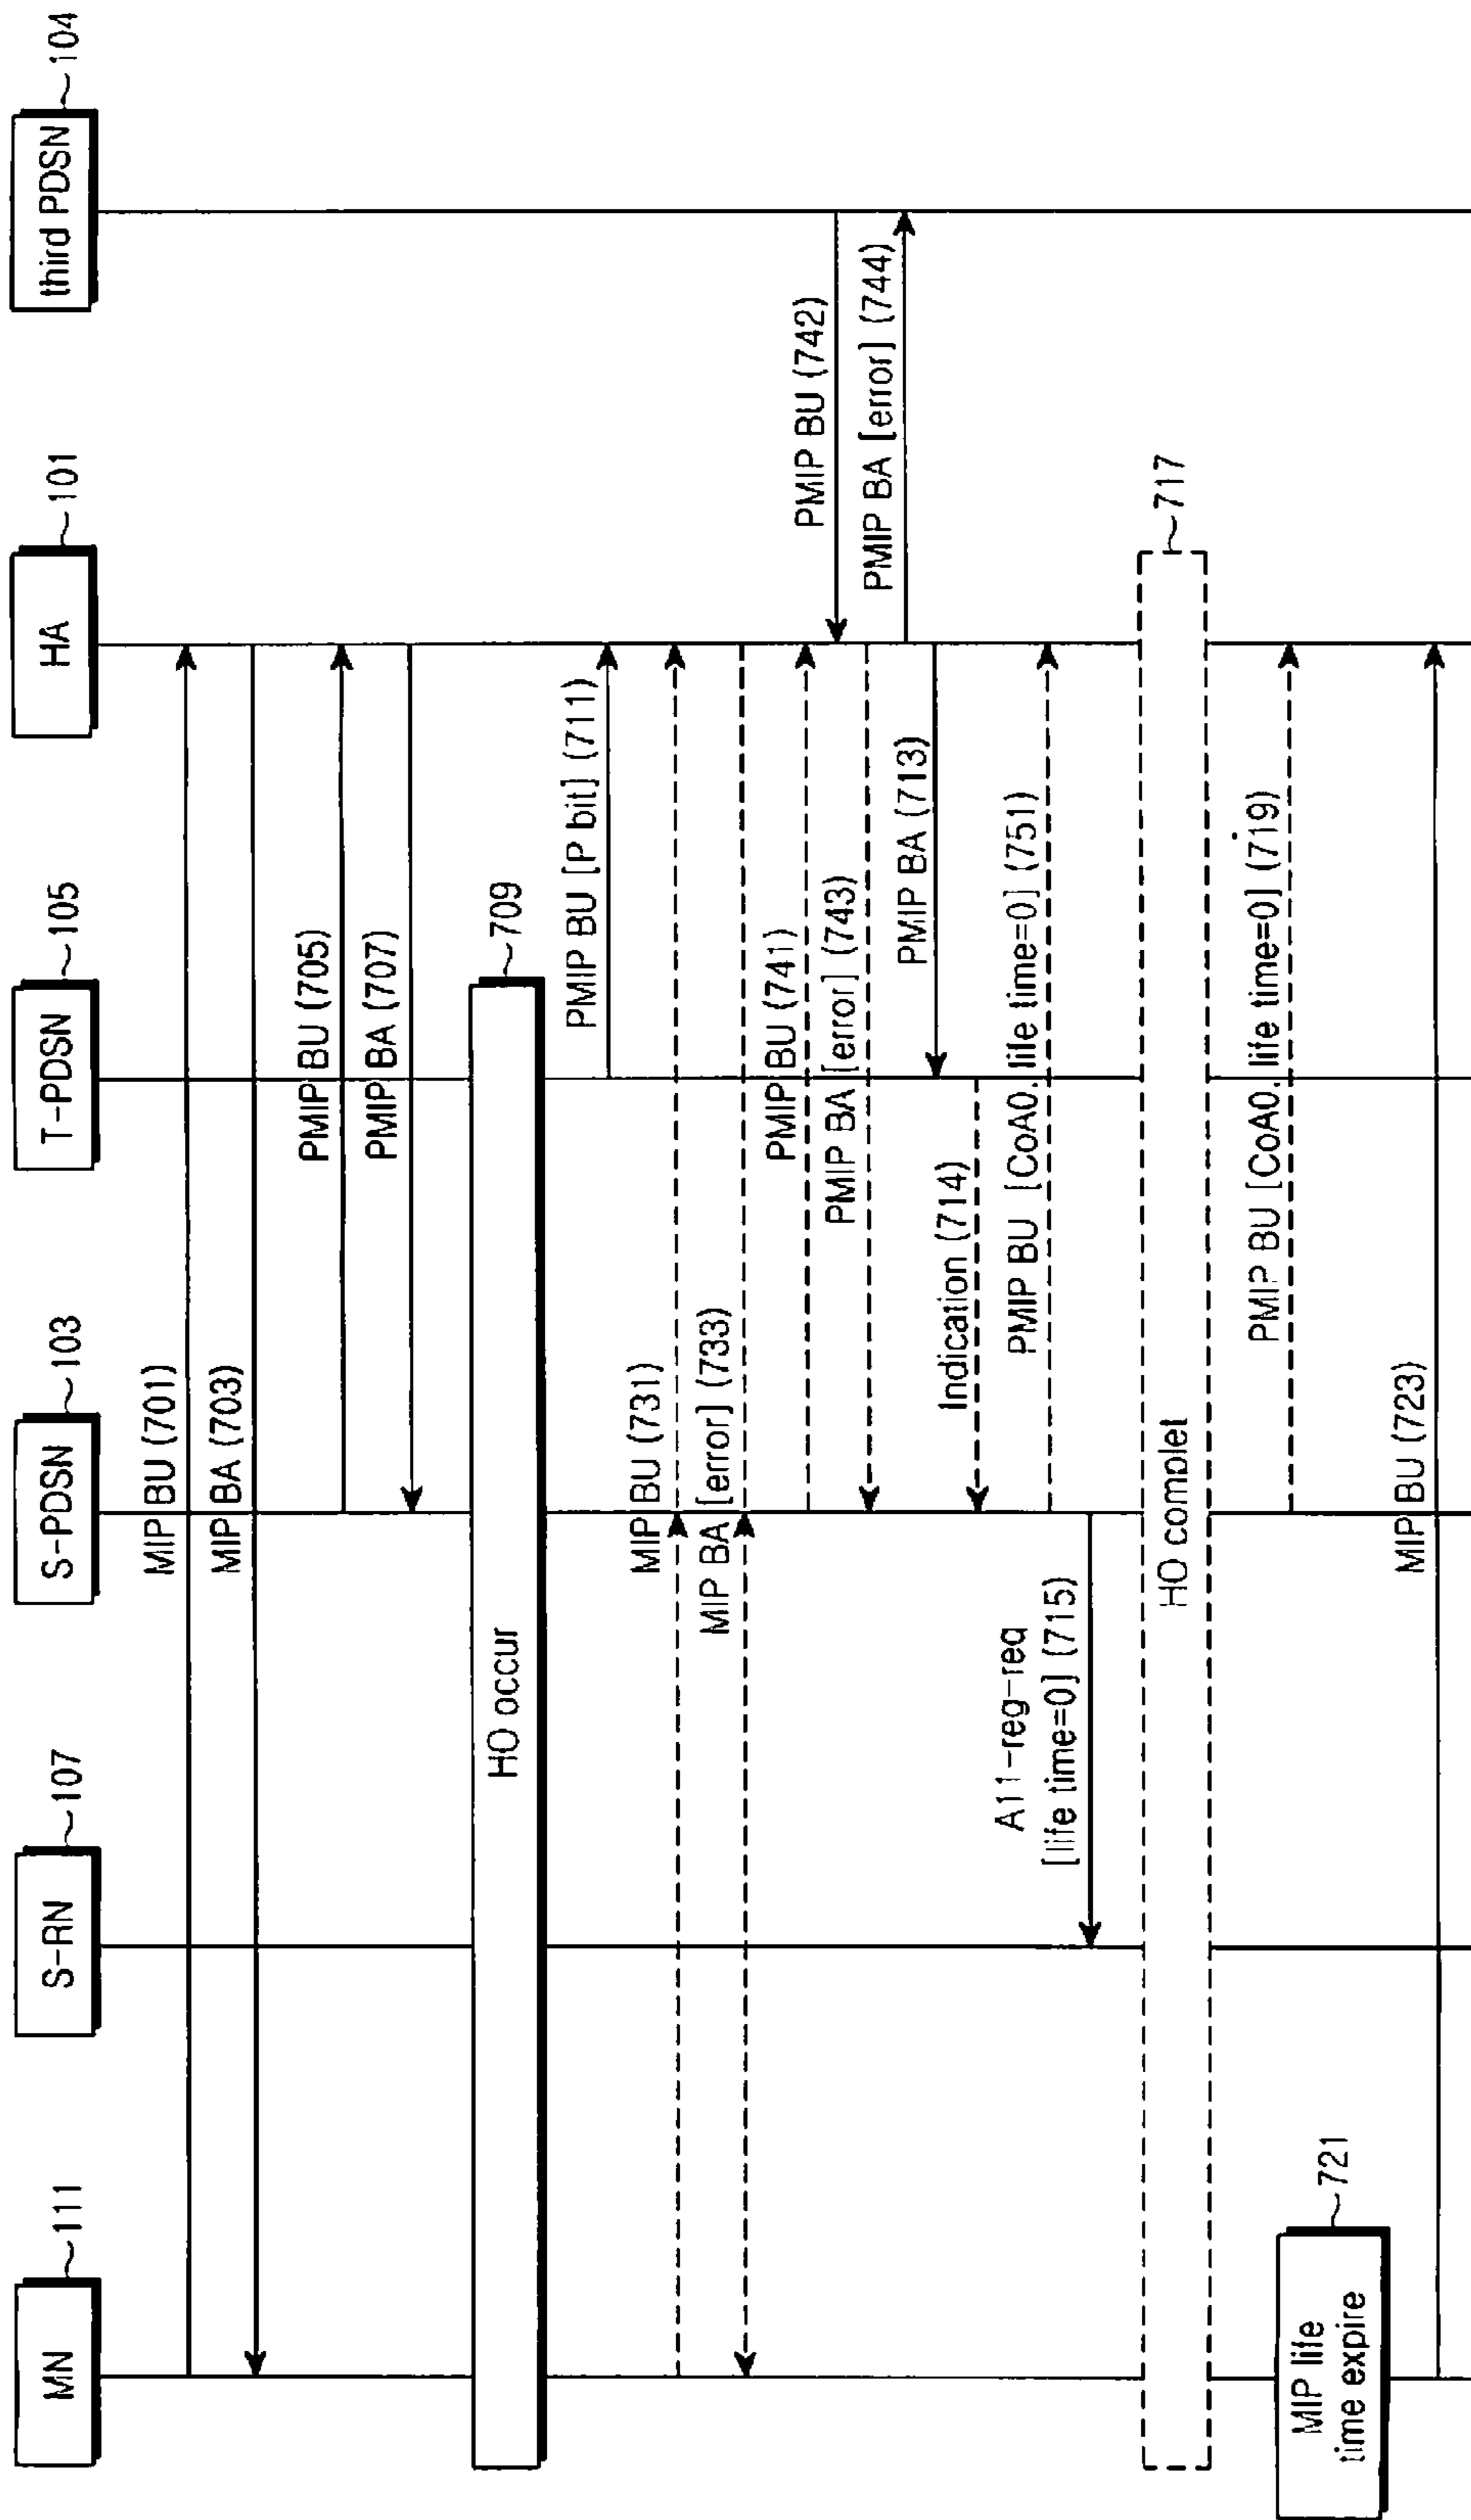 MN
111
S-RN
107
S-PDSN
103
T-PDSN
105
HA
101
third PDSN
104
MIP BU (701)
MIP BA (703)
PMIP BU (705)
PMIP BA (707)
HO occur
709
PMIP BU [P bit] (711)
MIP BU (731)
MIP BA [error] (733)
PMIP BU (741)
PMIP BU (742)
PMIP BA [error] (743)
PMIP BA [error] (744)
PMIP BA (713)
Indication (714)
PMIP BU [CoA0, life time=0] (751)
A11-reg-req
[life time=0] (715)
HO complet
717
PMIP BU [CoA0, life time=0] (719)
MIP life
time expire
721
MIP BU (723)